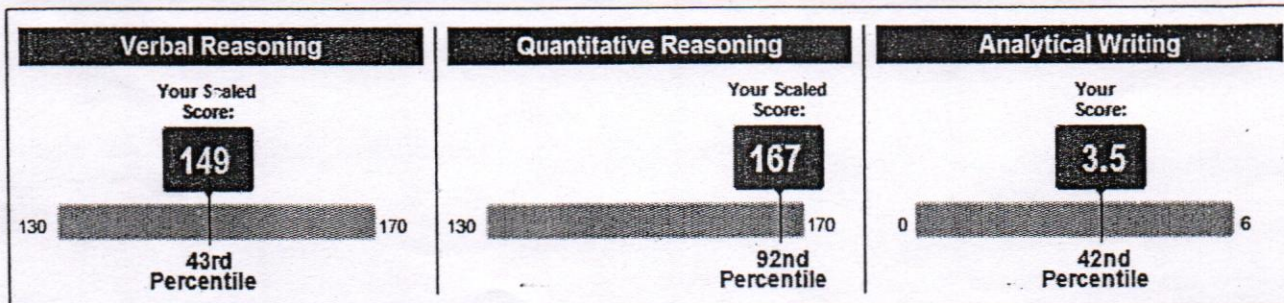 Verbal Reasoning
Your Scaled
Score:
149
130
170
43rd
Percentile
Quantitative Reasoning
Your Scaled
Score:
167
130
170
92nd
Percentile
Analytical Writing
Your
Score:
3.5
0
6
42nd
Percentile